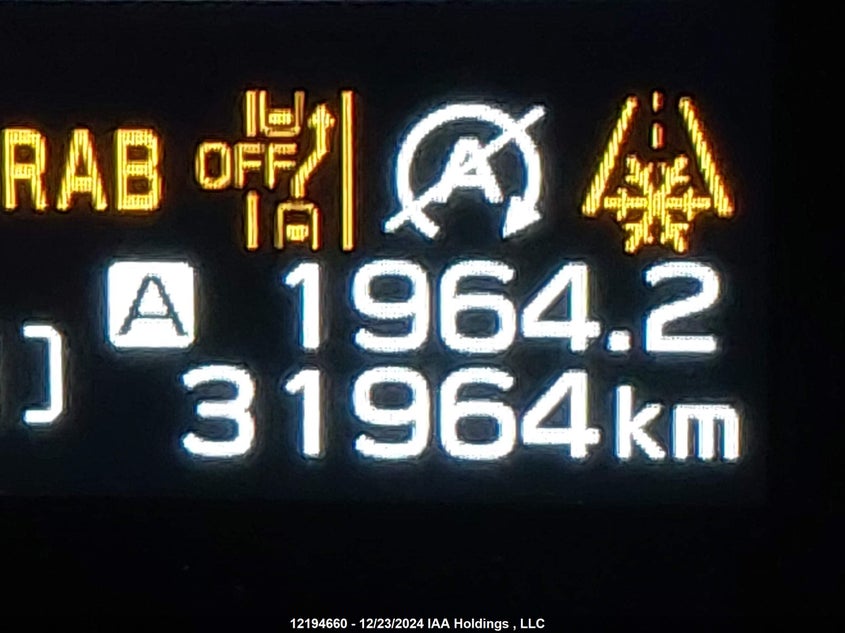 RAB OFF A
A 1964.2
31964km
12194660 - 12/23/2024 IAA Holdings , LLC